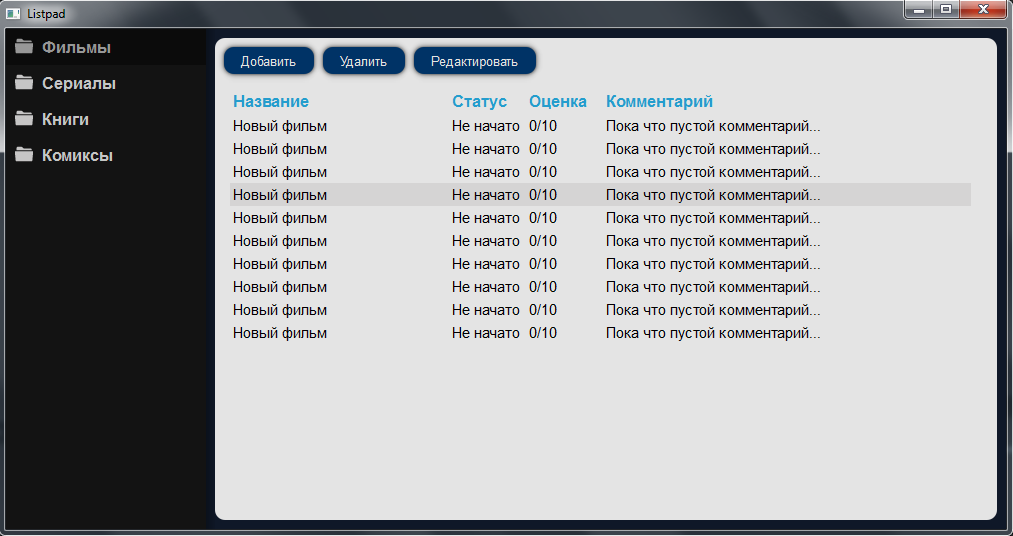 Listpad
Фильмы
Сериалы
Книги
Комиксы
Добавить Удалить Редактировать
Название Статус Оценка Комментарий
Новый фильм Не начато 0/10 Пока что пустой комментарий...
Новый фильм Не начато 0/10 Пока что пустой комментарий...
Новый фильм Не начато 0/10 Пока что пустой комментарий...
Новый фильм Не начато 0/10 Пока что пустой комментарий...
Новый фильм Не начато 0/10 Пока что пустой комментарий...
Новый фильм Не начато 0/10 Пока что пустой комментарий...
Новый фильм Не начато 0/10 Пока что пустой комментарий...
Новый фильм Не начато 0/10 Пока что пустой комментарий...
Новый фильм Не начато 0/10 Пока что пустой комментарий...
Новый фильм Не начато 0/10 Пока что пустой комментарий...